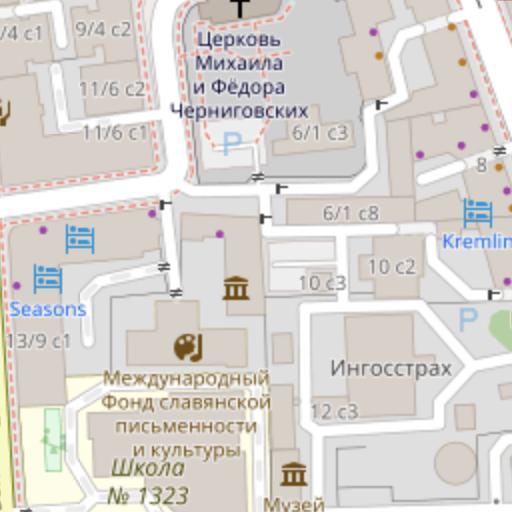 /4 с1
9/4 с2
11/6 с2
11/6 с1
Церковь
Михаила
и Фёдора
Черниговских
P
6/1 с3
8
6/1 с8
Kremlin
10 с3
10 с2
Seasons
13/9 с1
P
Международный
Фонд славянской
письменности
и культуры
Ингосстрах
12 с3
Школа
№ 1323
Музей